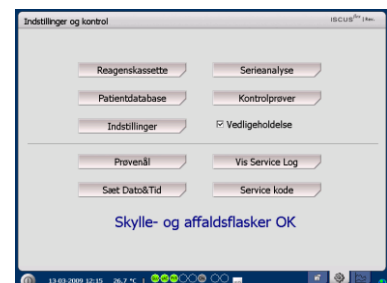 Indstillinger og kontrol
ISCUS flex
Reagenskassette Serieanalyse
Patientdatabase Kontrolprøver
Indstillinger Vedligeholdelse
Prøvenål Vis Service Log
Sæt Dato&Tid Service kode
Skylle- og affaldsflasker OK
13-03-2009 12:15 26.7 °C